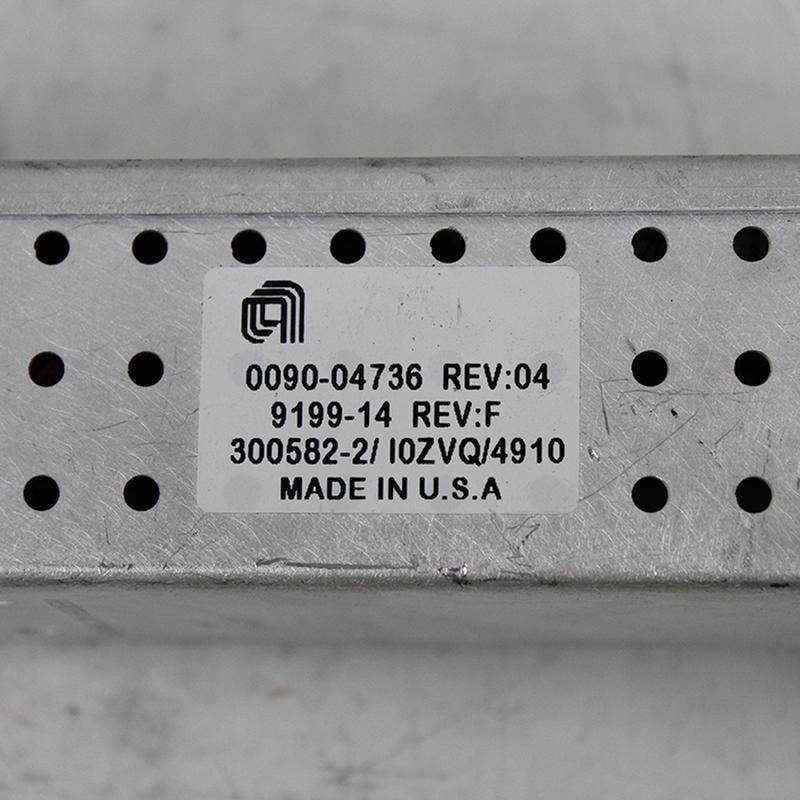 0090-04736 REV:04
9199-14 REV:F
300582-2/ I0ZVQ/4910
MADE IN U.S.A